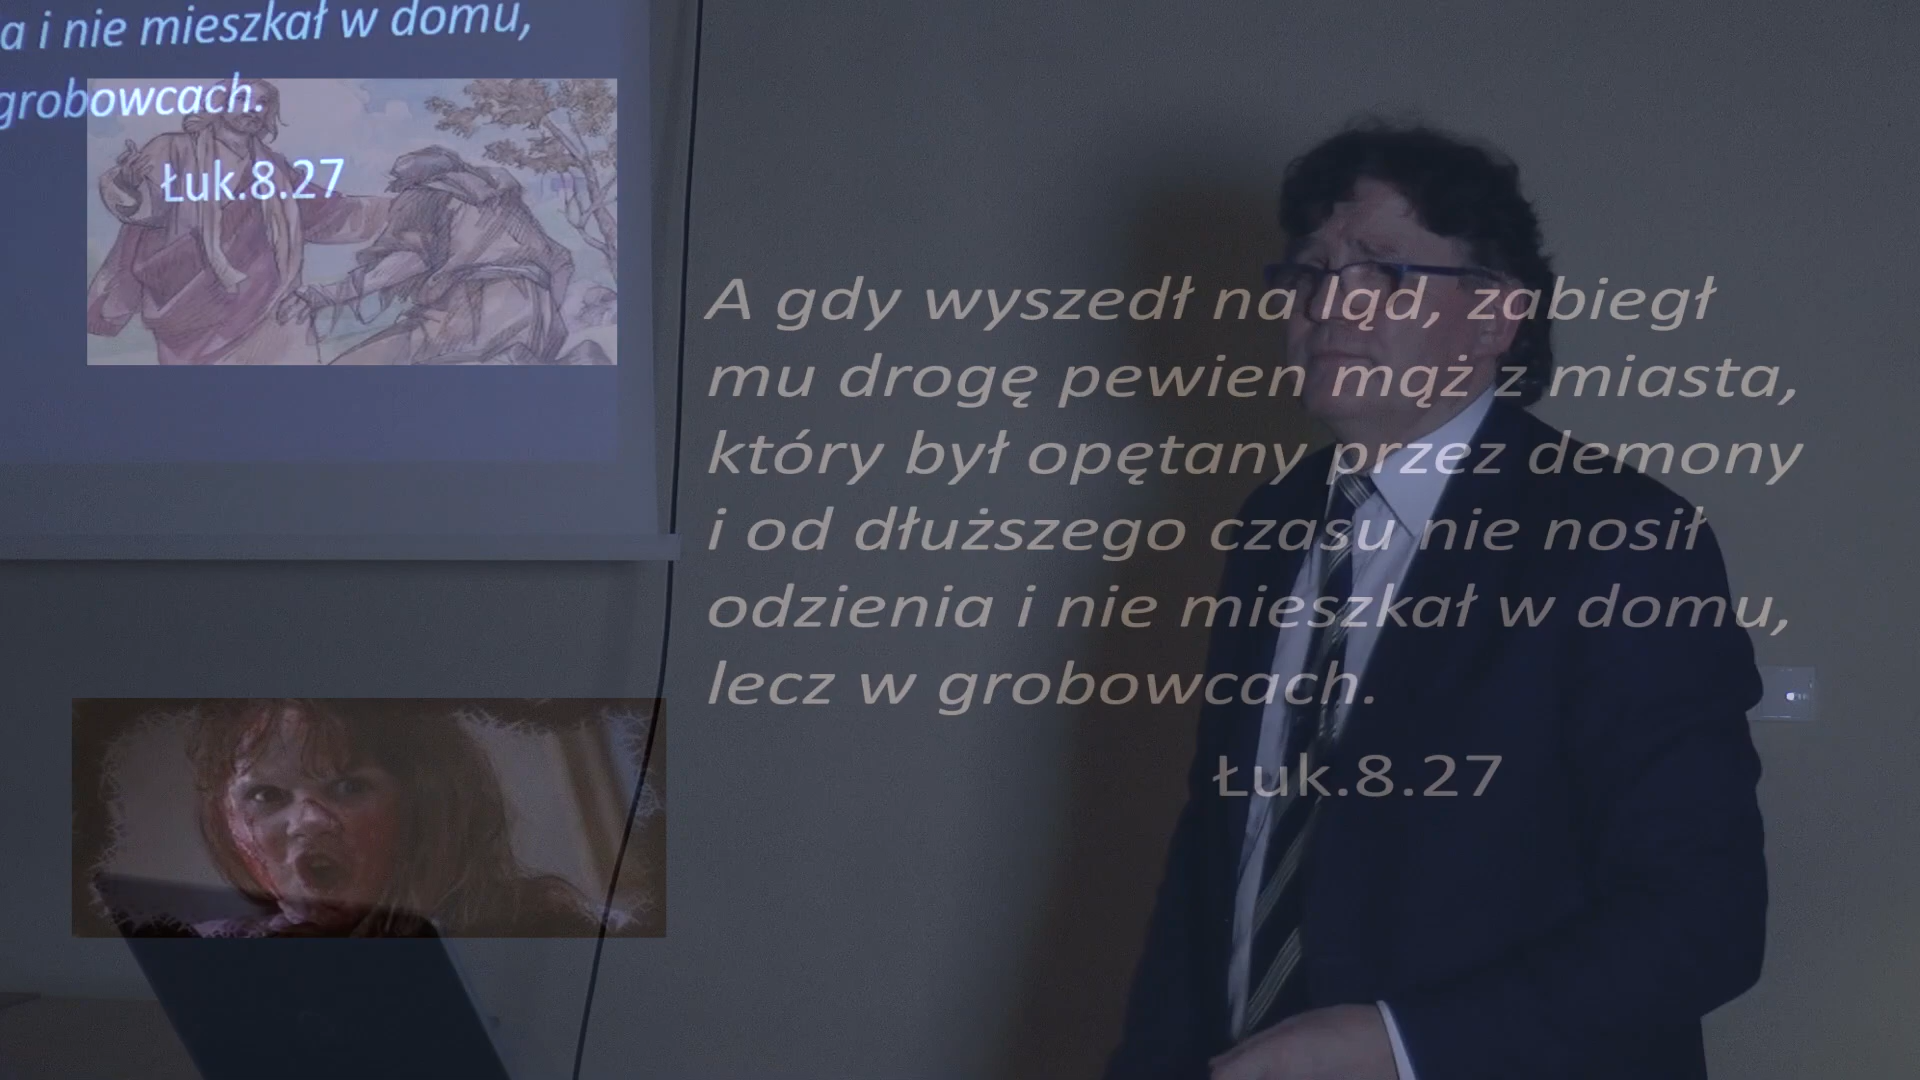 a i nie mieszkał w domu,
grobowcach.
Łuk.8.27
A gdy wyszedł na ląd, zabiegł
mu drogę pewien mąż z miasta,
który był opętany przez demony
i od dłuższego czasu nie nosił
odzienia i nie mieszkał w domu,
lecz w grobowcach.
Łuk.8.27